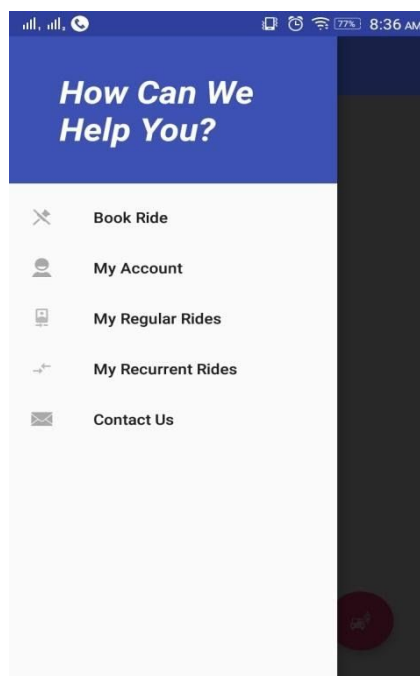 77% 8:36 AM
How Can We
Help You?
Book Ride
My Account
My Regular Rides
My Recurrent Rides
Contact Us